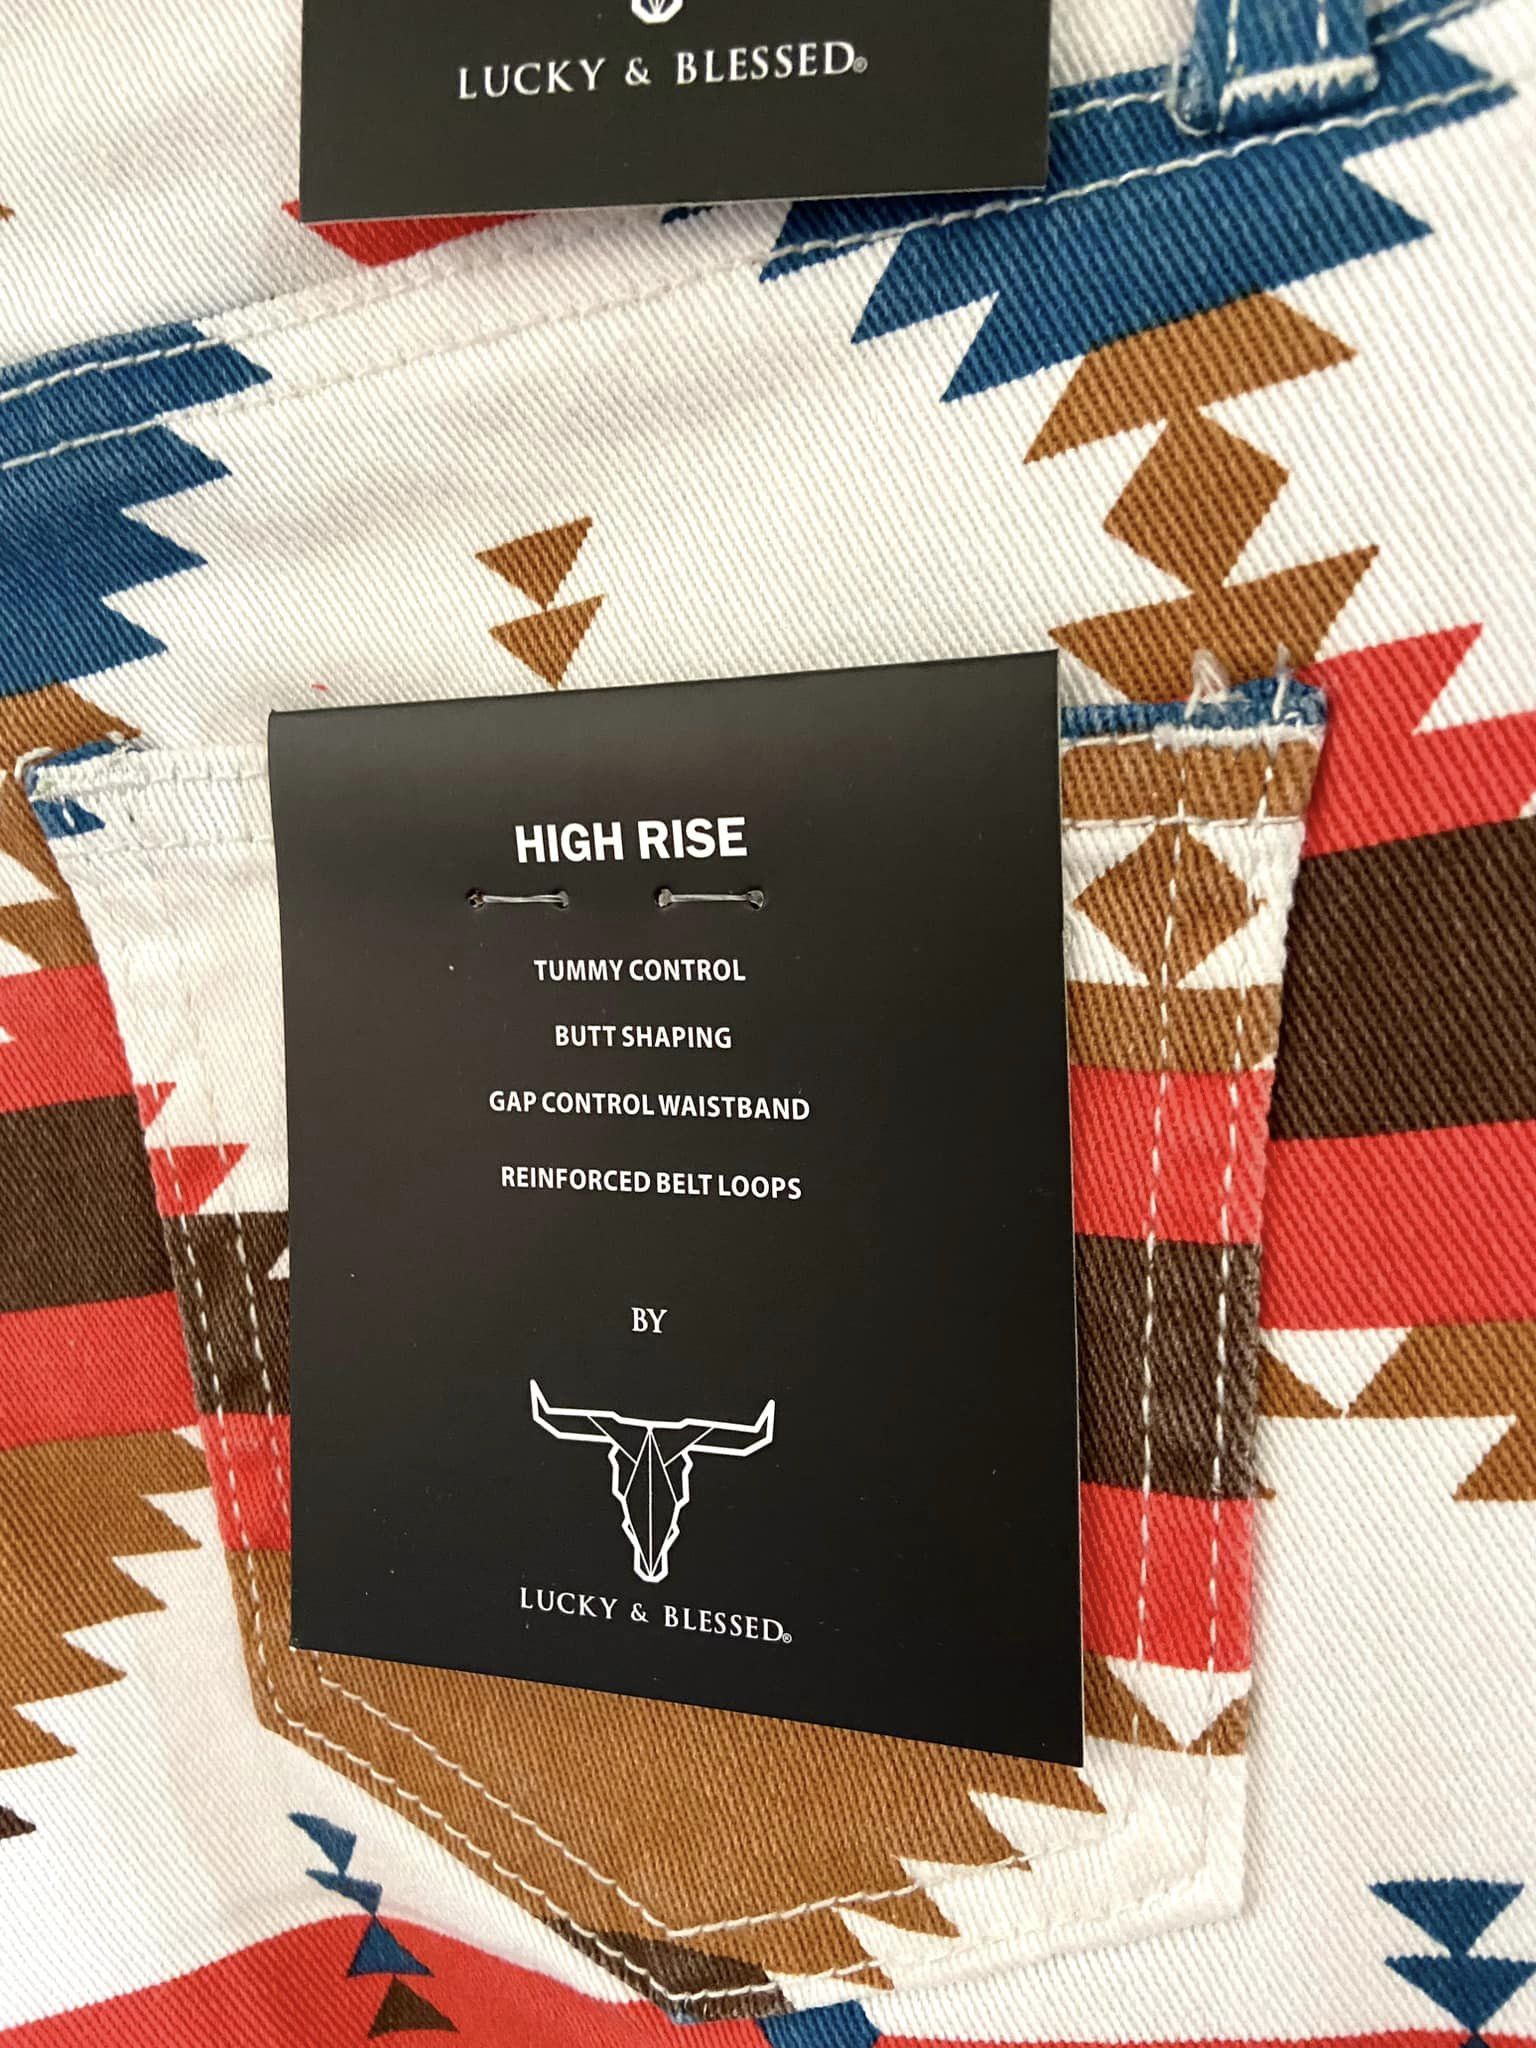 LUCKY & BLESSED®
HIGH RISE
TUMMY CONTROL
BUTT SHAPING
GAP CONTROL WAISTBAND
REINFORCED BELT LOOPS
BY
LUCKY & BLESSED®